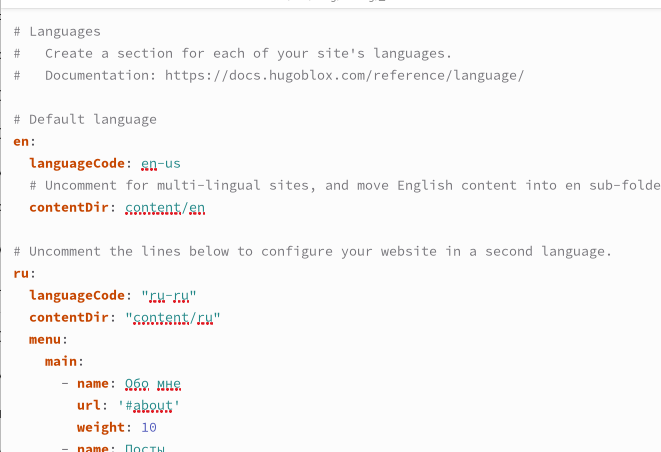 # Languages
#   Create a section for each of your site's languages.
#   Documentation: https://docs.hugoblox.com/reference/language/
# Default language
en:
  languageCode: en-us
  # Uncomment for multi-lingual sites, and move English content into en sub-folde
  contentDir: content/en
# Uncomment the lines below to configure your website in a second language.
ru:
  languageCode: "ru-ru"
  contentDir: "content/ru"
  menu:
    main:
      - name: Обо мне
        url: '#about'
        weight: 10
      - name: Посты